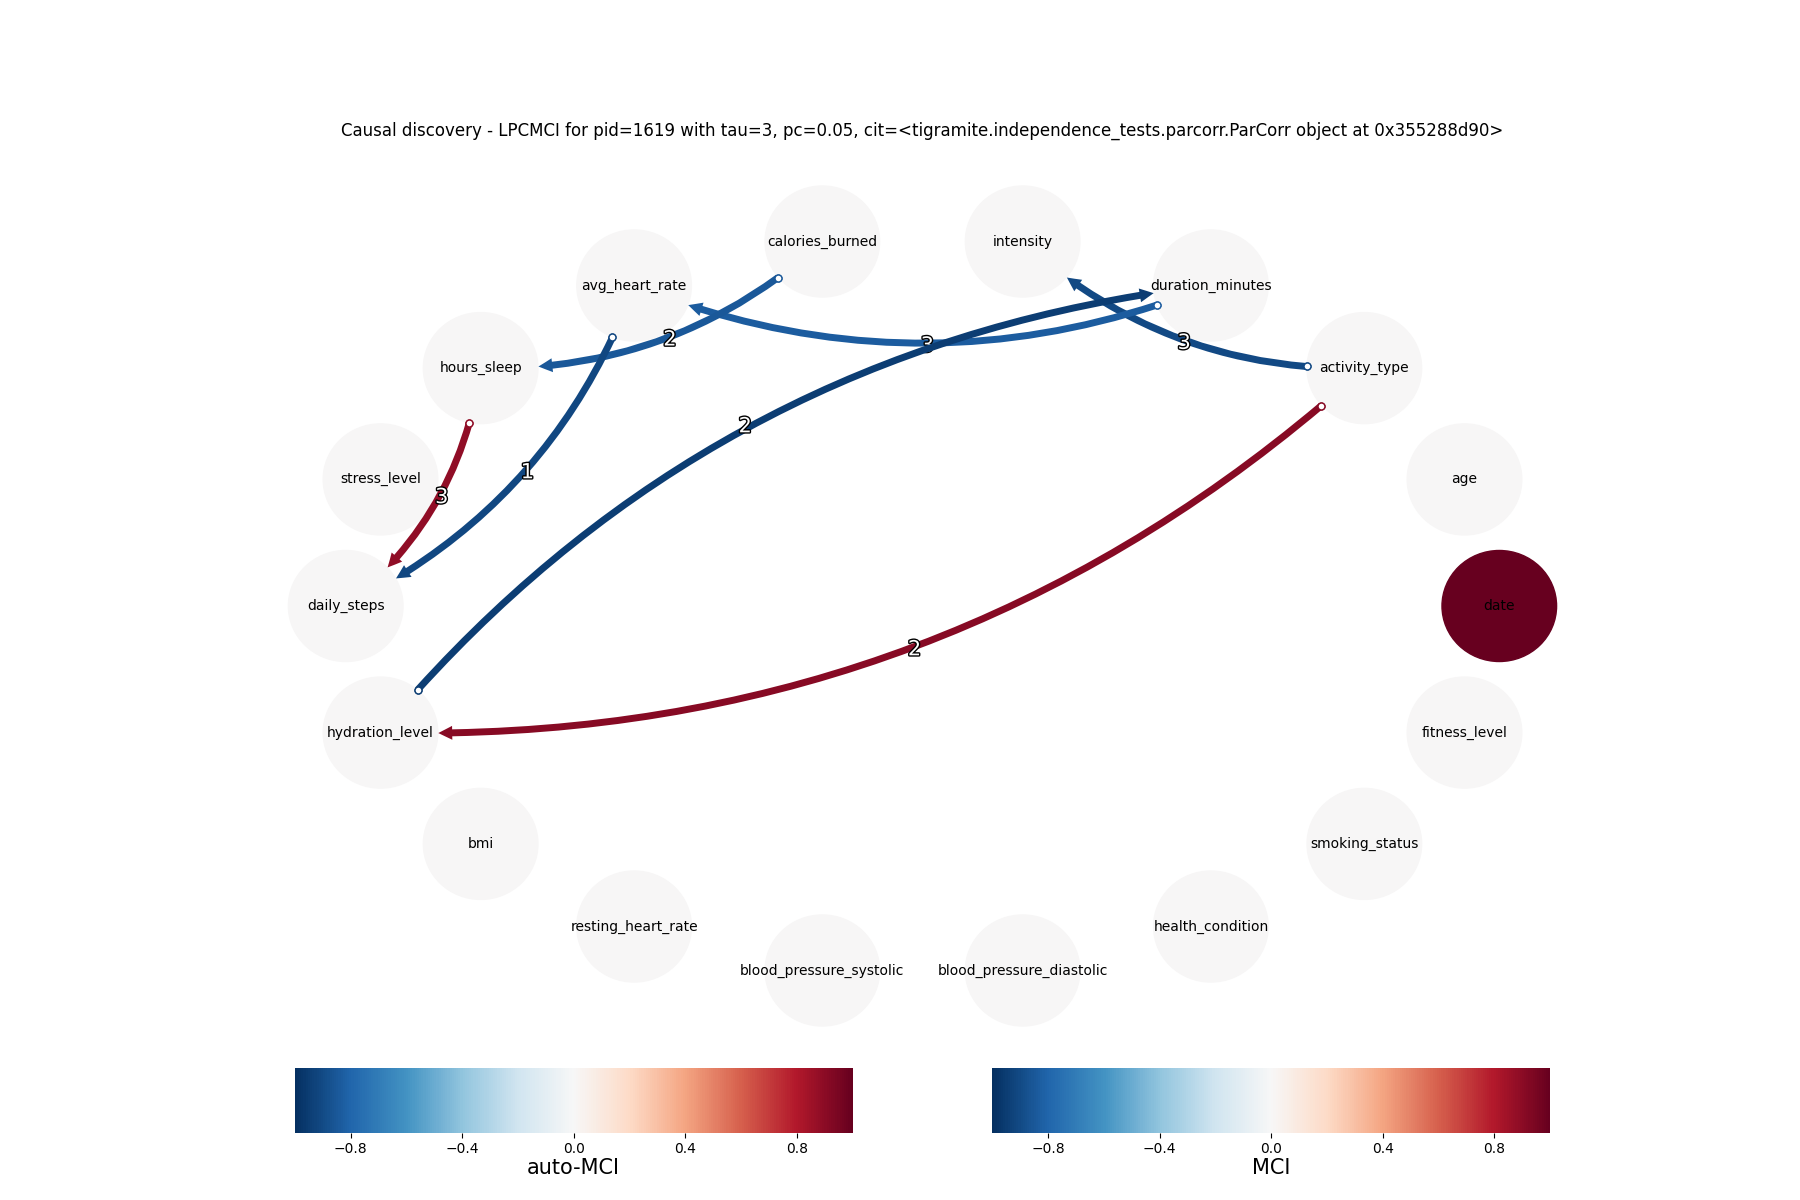 Causal discovery - LPCMCI for pid=1619 with tau=3, pc=0.05, cit=<tigramite.independence_tests.parcorr.ParCorr object at 0x355288d90>
calories_burned
intensity
avg_heart_rate
duration_minutes
2
3
3
hours_sleep
activity_type
2
1
3
stress_level
age
daily_steps
date
2
hydration_level
fitness_level
bmi
smoking_status
resting_heart_rate
health_condition
blood_pressure_systolic
blood_pressure_diastolic
−0.8 −0.4 0.0 0.4 0.8
auto-MCI
−0.8 −0.4 0.0 0.4 0.8
MCI